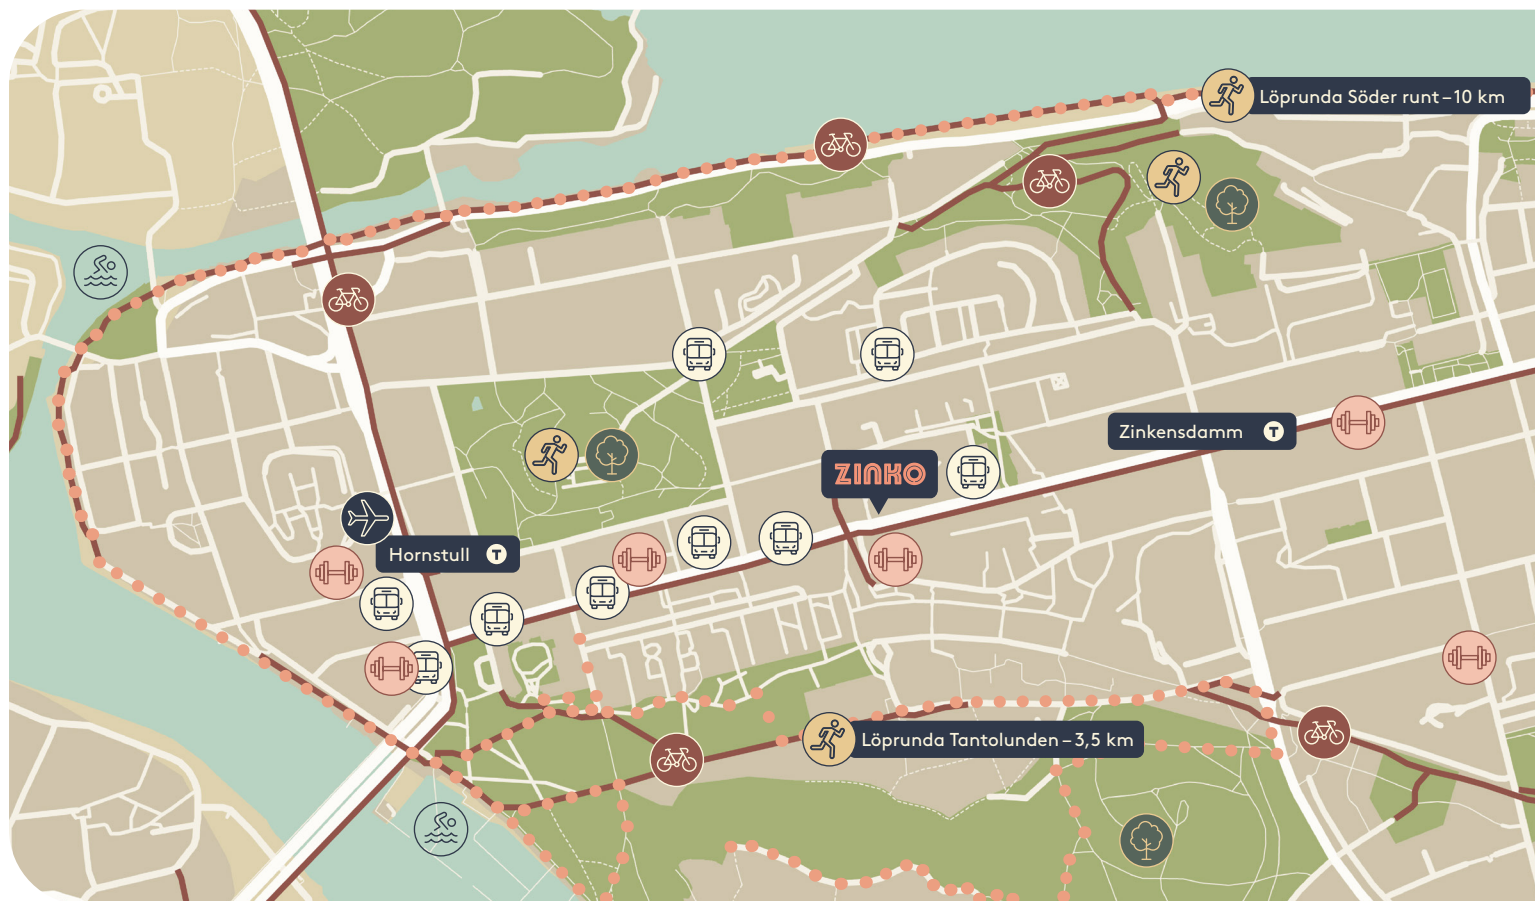 Löprunda Söder runt – 10 km
Zinkensdamm T
ZINKO
Hornstull T
Löprunda Tantolunden – 3,5 km